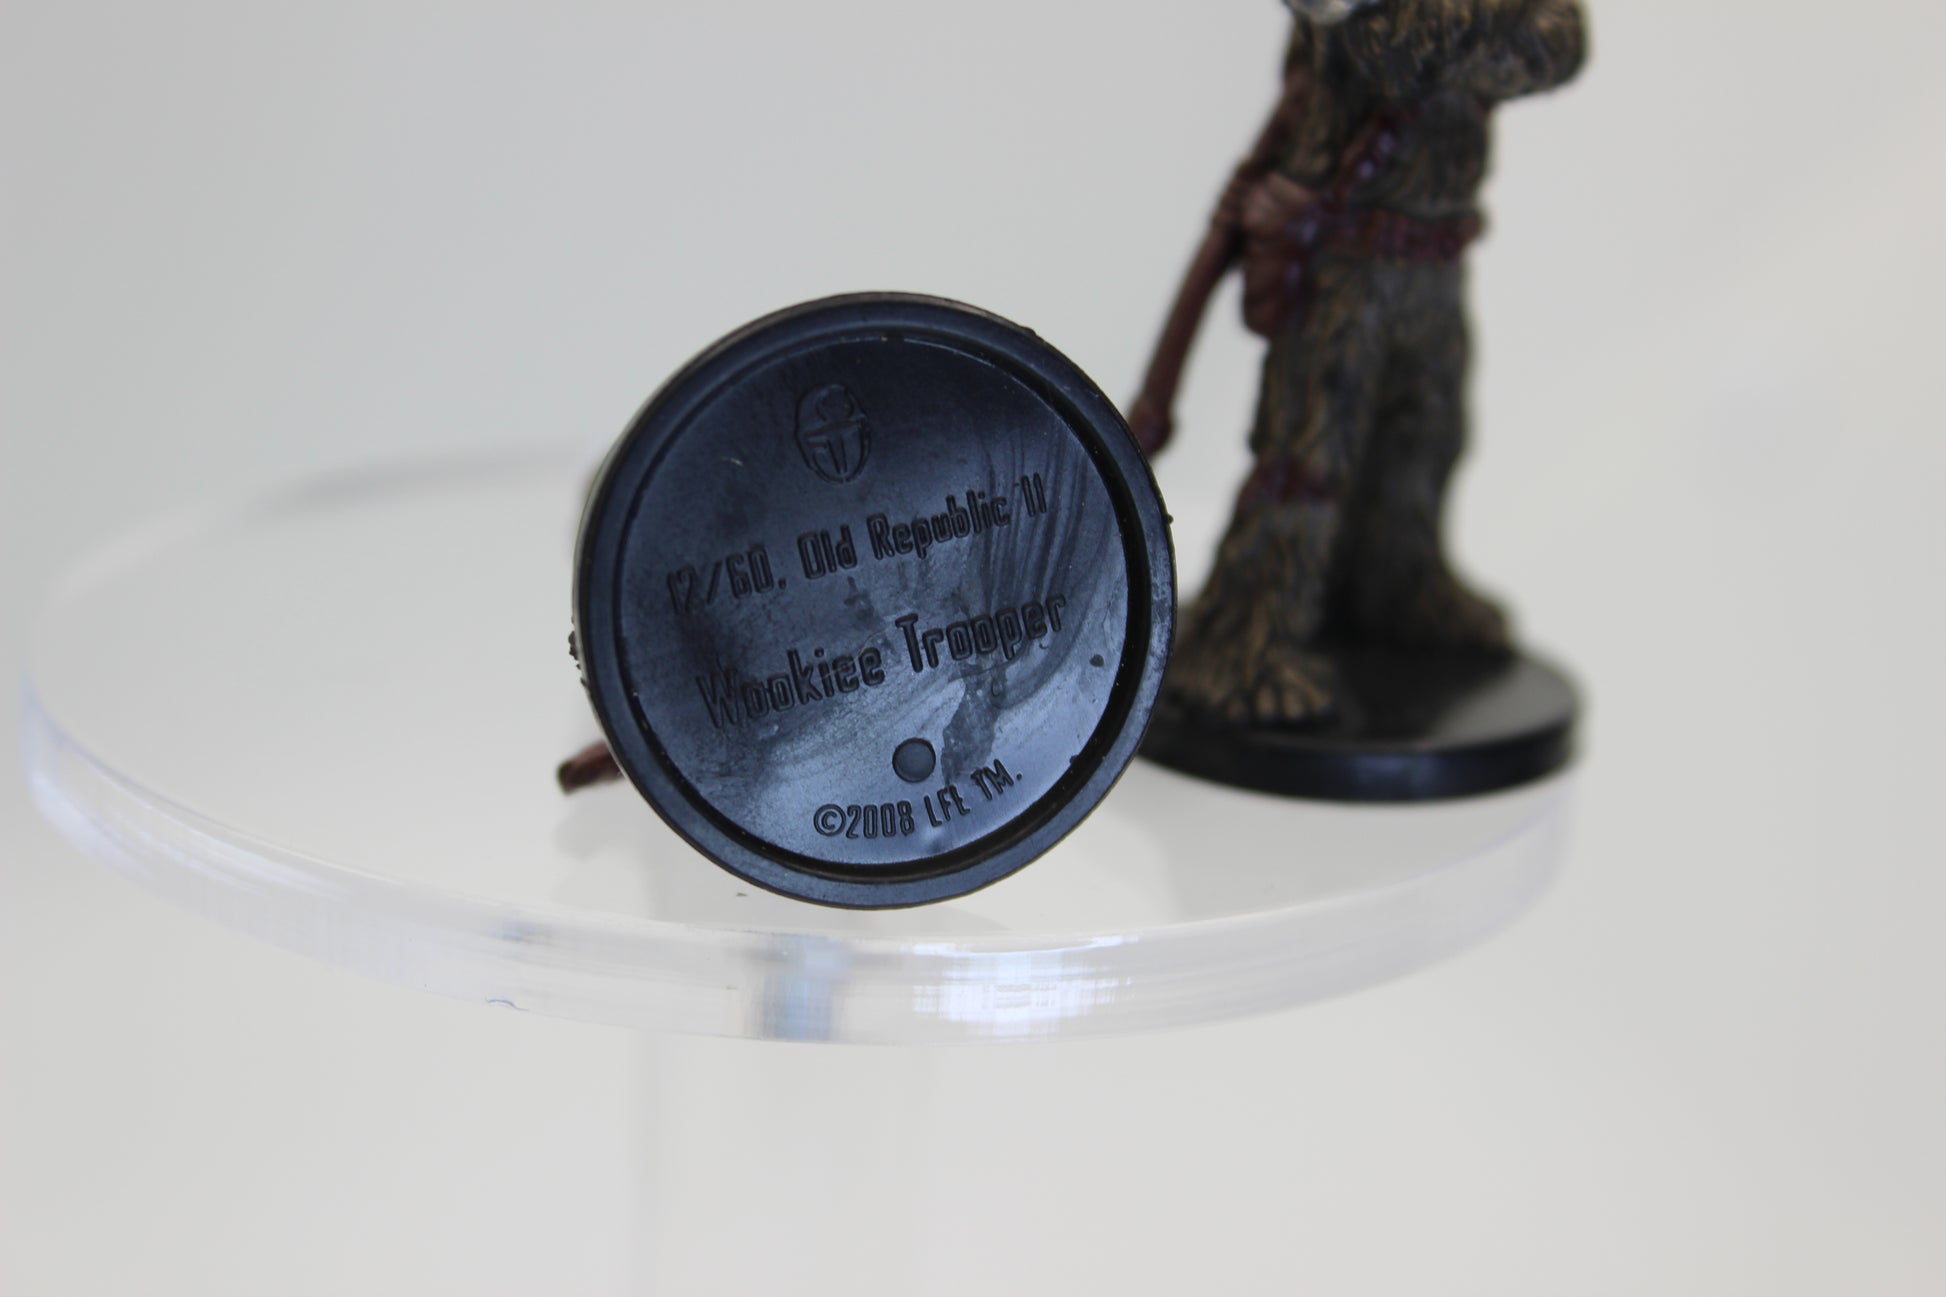 12/60, Old Republic II
Wookiee Trooper
©2008 LFL TM.